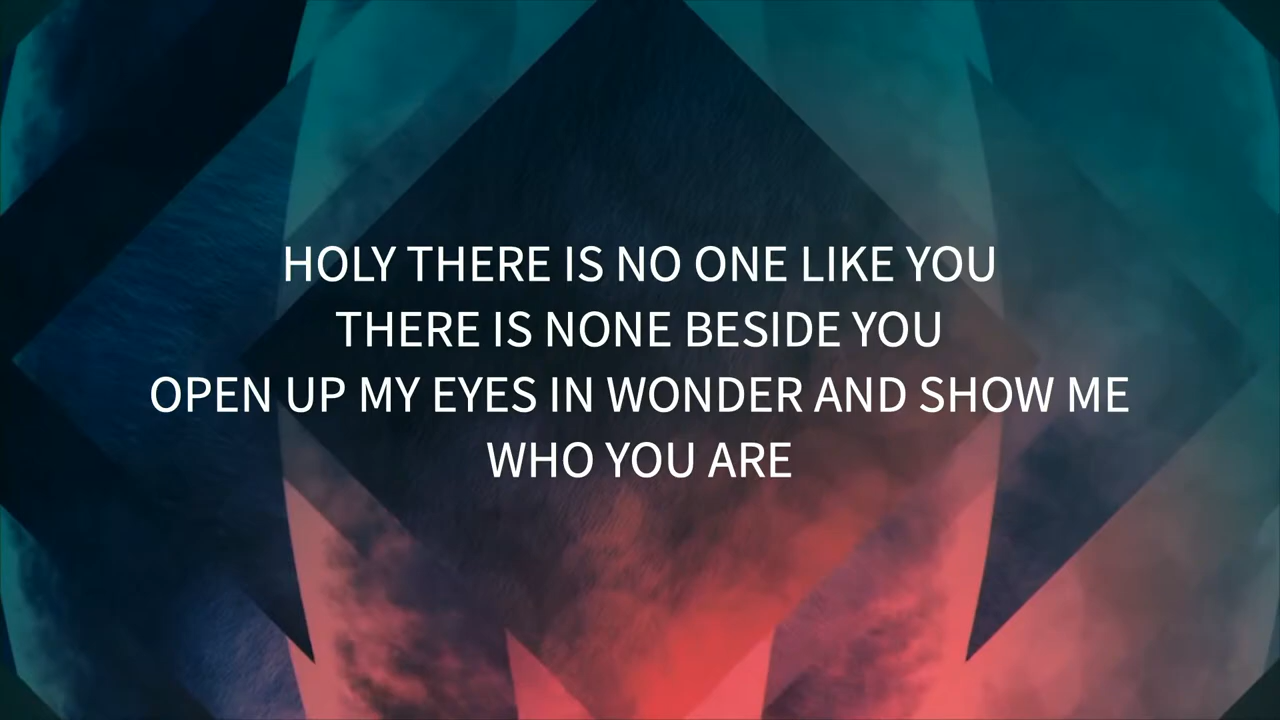 HOLY THERE IS NO ONE LIKE YOU
THERE IS NONE BESIDE YOU
OPEN UP MY EYES IN WONDER AND SHOW ME
WHO YOU ARE